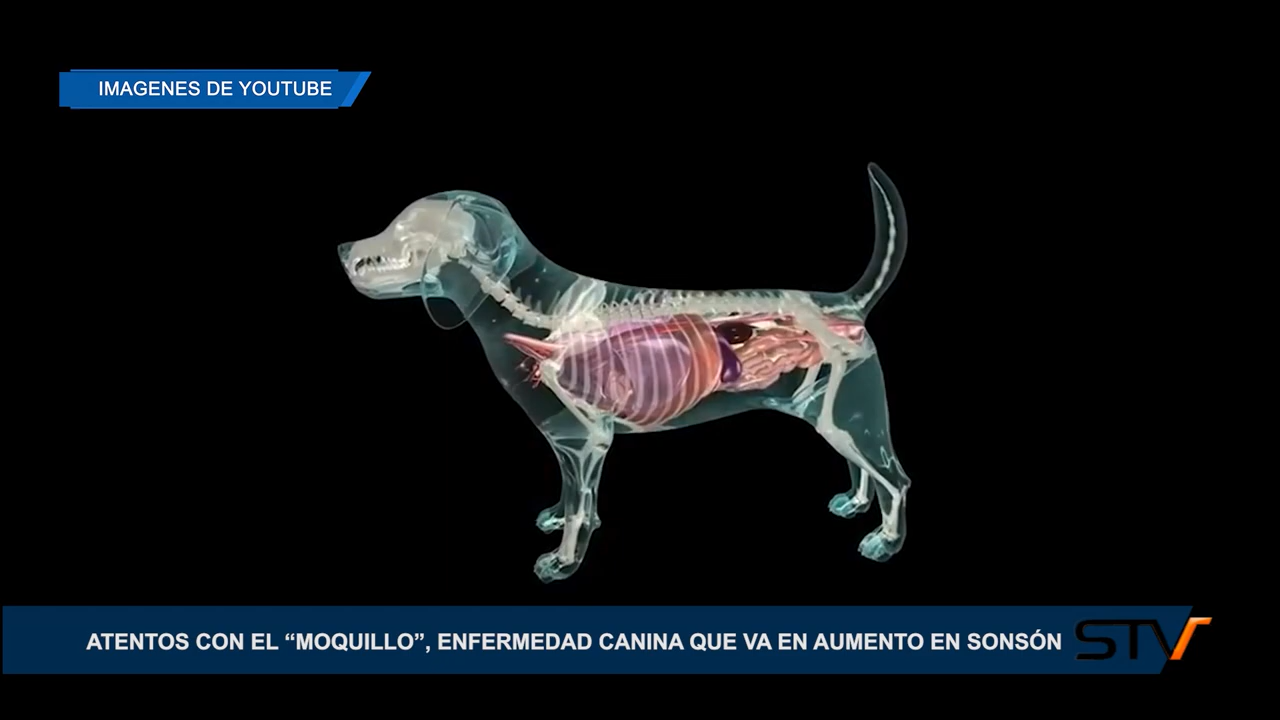 IMAGENES DE YOUTUBE
ATENTOS CON EL “MOQUILLO”, ENFERMEDAD CANINA QUE VA EN AUMENTO EN SONSÓN
STV